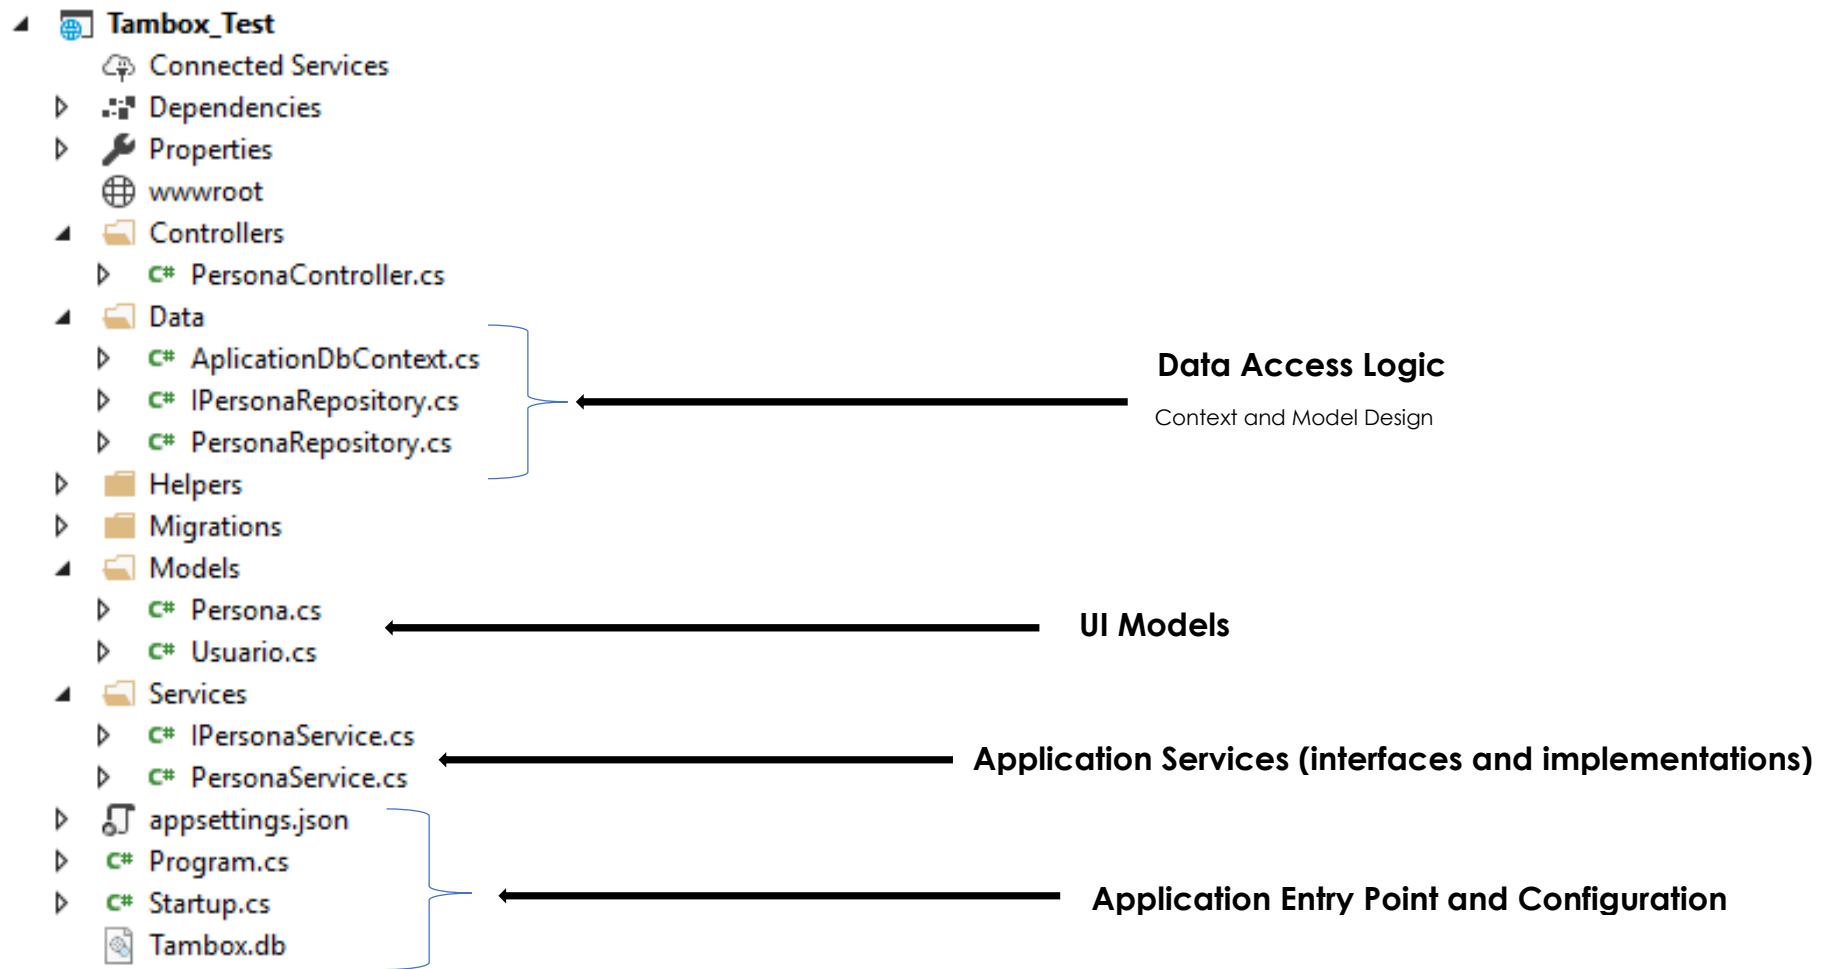 Tambox_Test
Connected Services
Dependencies
Properties
wwwroot
Controllers
C# PersonaController.cs
Data
C# AplicationDbContext.cs
C# IPersonaRepository.cs
C# PersonaRepository.cs
Data Access Logic
Context and Model Design
Helpers
Migrations
Models
C# Persona.cs
C# Usuario.cs
UI Models
Services
C# IPersonaService.cs
C# PersonaService.cs
Application Services (interfaces and implementations)
appsettings.json
C# Program.cs
C# Startup.cs
Tambox.db
Application Entry Point and Configuration